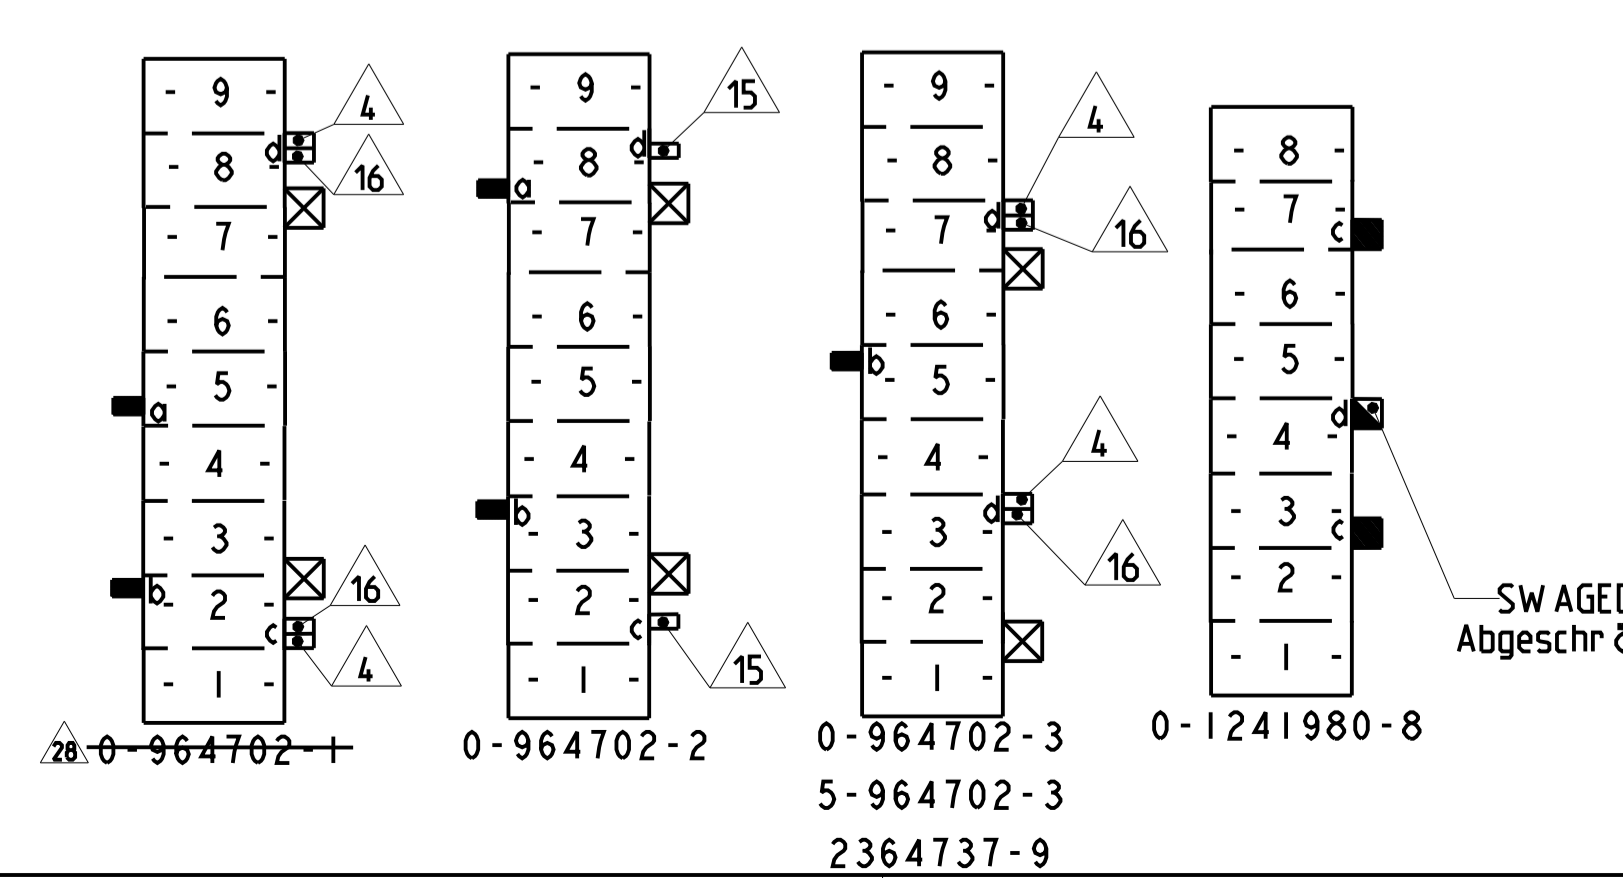 - 9 -
- 8 -
- 7 -
- 6 -
- 5 -
- 4 -
- 3 -
- 2 -
- 1 -
d
a
b
c
4
16
16
4
28
0-964702-1
- 9 -
- 8 -
- 7 -
- 6 -
- 5 -
- 4 -
- 3 -
- 2 -
- 1 -
d
a
b
c
15
15
0-964702-2
- 9 -
- 8 -
- 7 -
- 6 -
- 5 -
- 4 -
- 3 -
- 2 -
- 1 -
d
b
d
4
16
4
16
0-964702-3
5-964702-3
2364737-9
- 8 -
- 7 -
- 6 -
- 5 -
- 4 -
- 3 -
- 2 -
- 1 -
c
d
c
SW AGE
Abgeschr
0-1241980-8